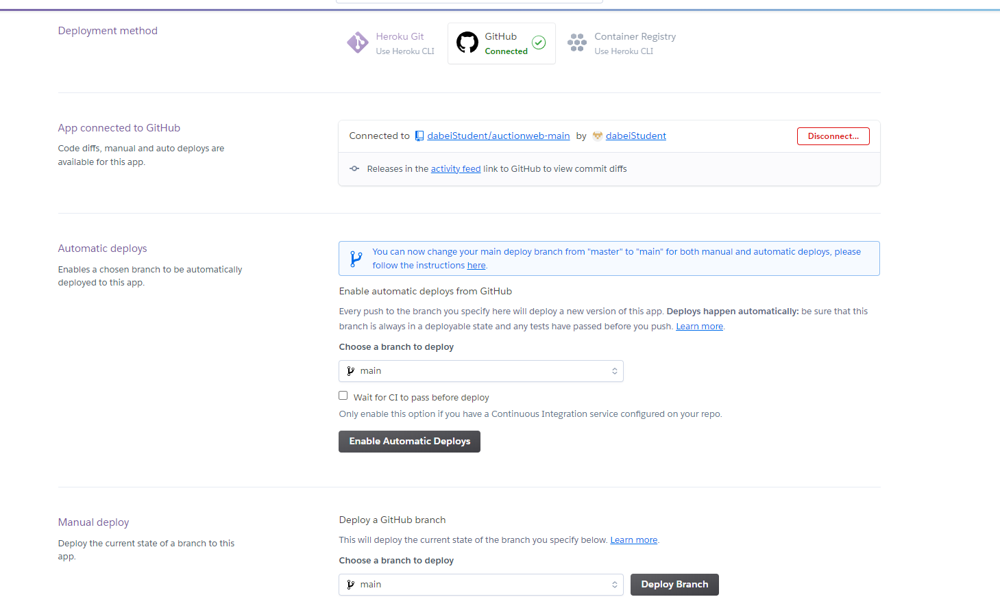 Deployment method
Heroku Git
Use Heroku CLI
GitHub
Connected
Container Registry
Use Heroku CLI
App connected to GitHub
Code diffs, manual and auto deploys are
available for this app.
Connected to dabeiStudent/auctionweb-main by dabeiStudent
Disconnect...
Releases in the activity feed link to GitHub to view commit diffs
Automatic deploys
Enables a chosen branch to be automatically
deployed to this app.
You can now change your main deploy branch from "master" to "main" for both manual and automatic deploys, please
follow the instructions here.
Enable automatic deploys from GitHub
Every push to the branch you specify here will deploy a new version of this app. Deploys happen automatically: be sure that this
branch is always in a deployable state and any tests have passed before you push. Learn more.
Choose a branch to deploy
main
Wait for CI to pass before deploy
Only enable this option if you have a Continuous Integration service configured on your repo.
Enable Automatic Deploys
Manual deploy
Deploy the current state of a branch to this
app.
Deploy a GitHub branch
This will deploy the current state of the branch you specify below. Learn more.
Choose a branch to deploy
main
Deploy Branch